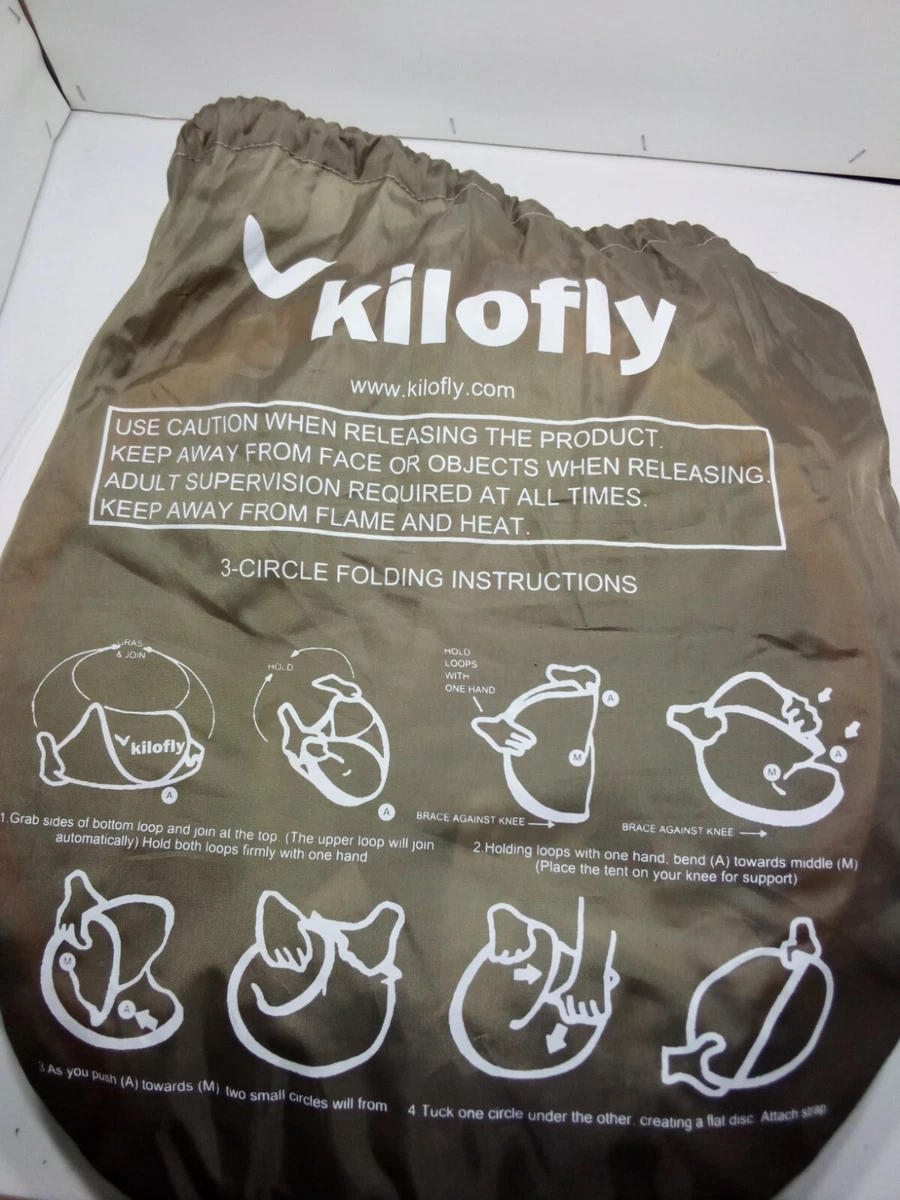 kilofly
www.kilofly.com
USE CAUTION WHEN RELEASING THE PRODUCT.
KEEP AWAY FROM FACE OR OBJECTS WHEN RELEASING.
ADULT SUPERVISION REQUIRED AT ALL TIMES.
KEEP AWAY FROM FLAME AND HEAT.
3-CIRCLE FOLDING INSTRUCTIONS
& JOIN
kilofly
A
HOLD
A
HOLD
LOOPS
WITH
ONE HAND
A
M
BRACE AGAINST KNEE
A
M
BRACE AGAINST KNEE
1.Grab sides of bottom loop and join at the top (The upper loop will join
automatically) Hold both loops firmly with one hand
2.Holding loops with one hand, bend (A) towards middle (M)
(Place the tent on your knee for support)
M
A
3.As you push (A) towards (M) two small circles will from
4 Tuck one circle under the other, creating a flat disc. Attach strap